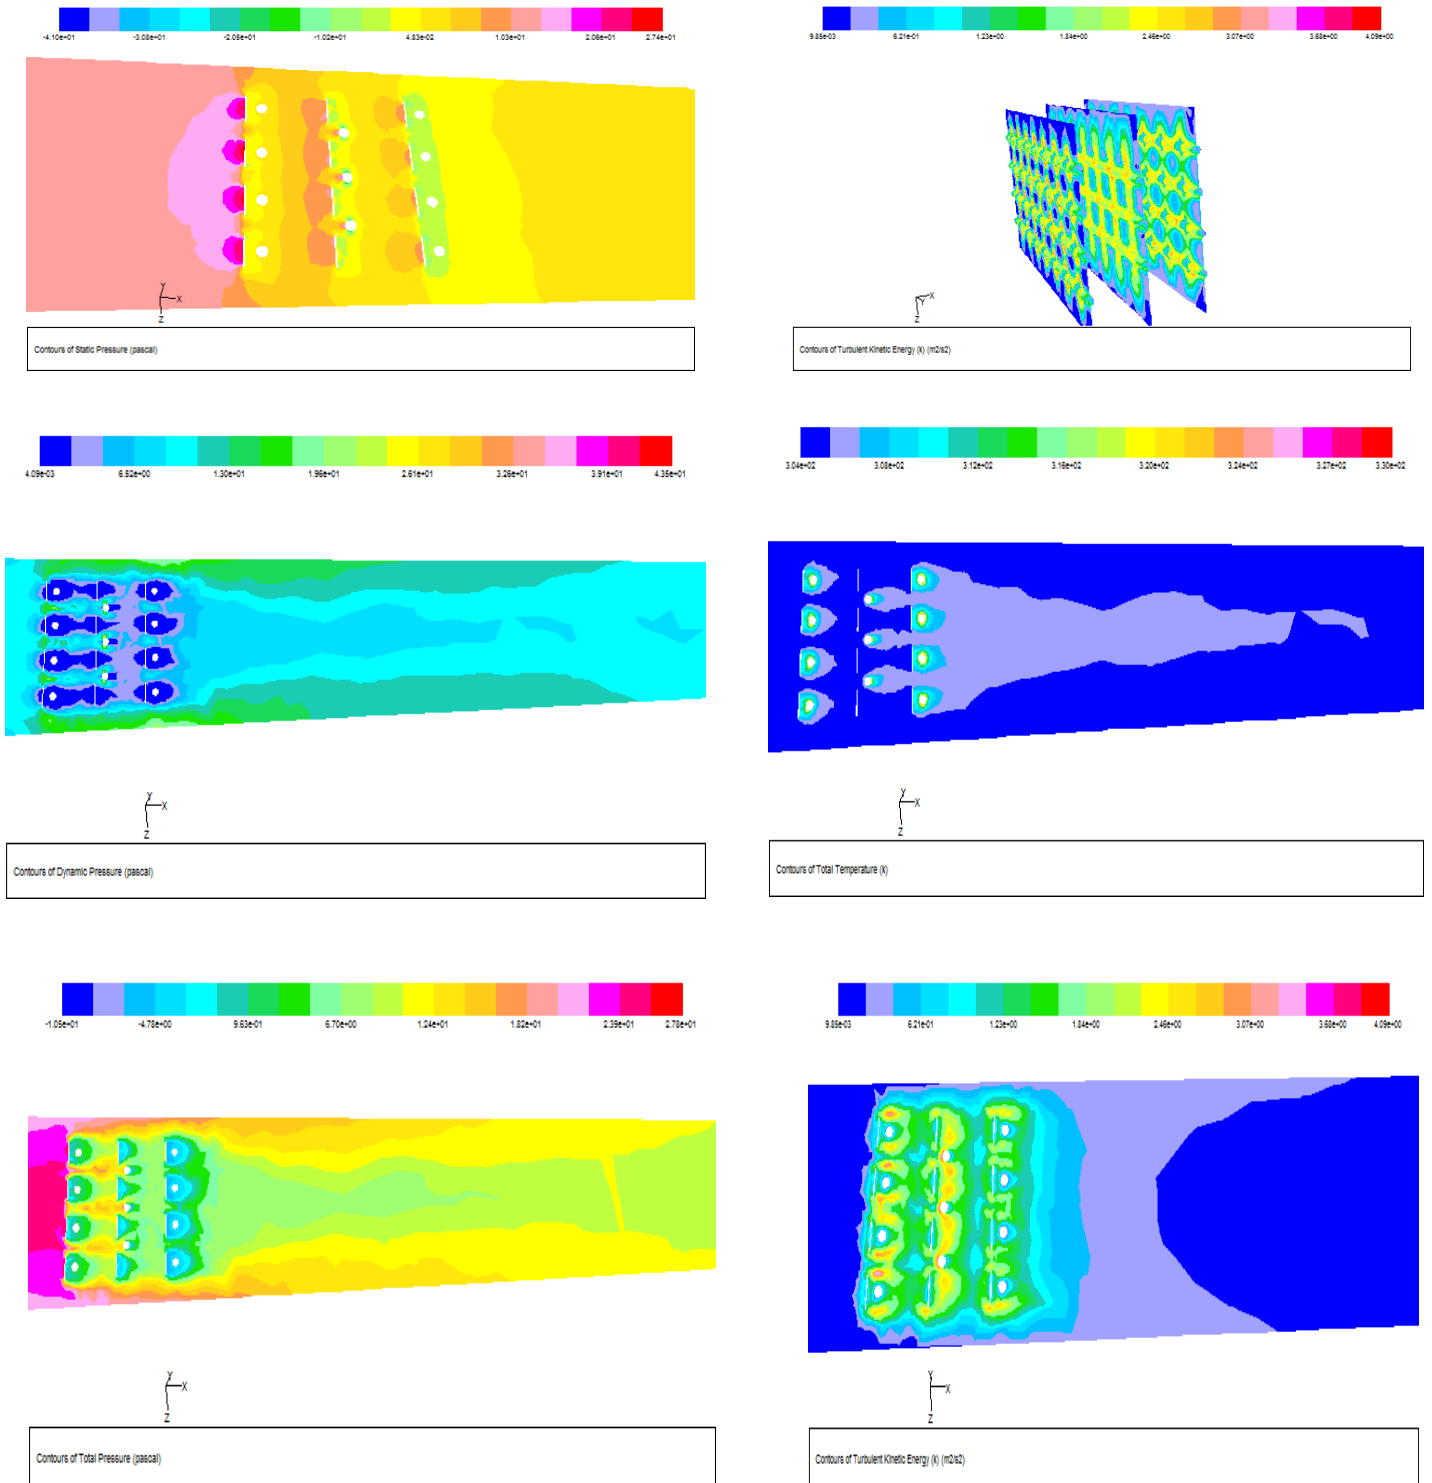 -4.10e+01 -3.08e+01 -2.05e+01 -1.02e+01 4.83e-02 1.03e+01 2.06e+01 2.74e+01
Y
X
Z
Contours of Static Pressure (pascal)
9.85e-03 6.21e-01 1.23e+00 1.84e+00 2.46e+00 3.07e+00 3.68e+00 4.09e+00
X
Y
Z
Contours of Turbulent Kinetic Energy (k) (m2/s2)
4.09e-03 6.52e+00 1.30e+01 1.96e+01 2.61e+01 3.26e+01 3.91e+01 4.35e+01
Y
X
Z
Contours of Dynamic Pressure (pascal)
3.04e+02 3.08e+02 3.12e+02 3.16e+02 3.20e+02 3.24e+02 3.27e+02 3.30e+02
Y
X
Z
Contours of Total Temperature (k)
-1.05e+01 -4.78e+00 9.63e-01 6.70e+00 1.24e+01 1.82e+01 2.39e+01 2.78e+01
Y
X
Z
Contours of Total Pressure (pascal)
9.85e-03 6.21e-01 1.23e+00 1.84e+00 2.46e+00 3.07e+00 3.68e+00 4.09e+00
Y
X
Z
Contours of Turbulent Kinetic Energy (k) (m2/s2)